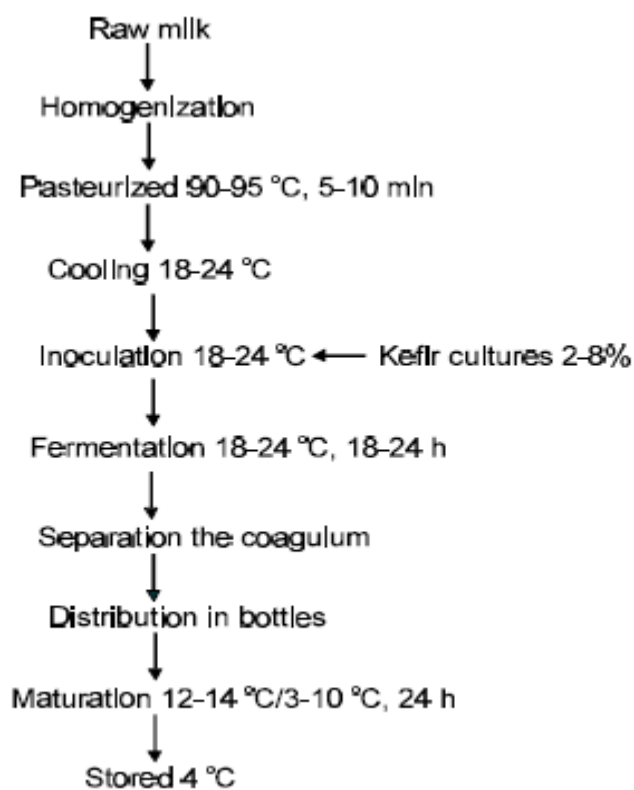 Raw milk
Homogenization
Pasteurized 90–95 °C, 5-10 min
Cooling 18-24 °C
Inoculation 18-24 °C
Kefir cultures 2-8%
Fermentation 18-24 °C, 18-24 h
Separation the coagulum
Distribution in bottles
Maturation 12–14 °C/3-10 °C, 24 h
Stored 4 °C